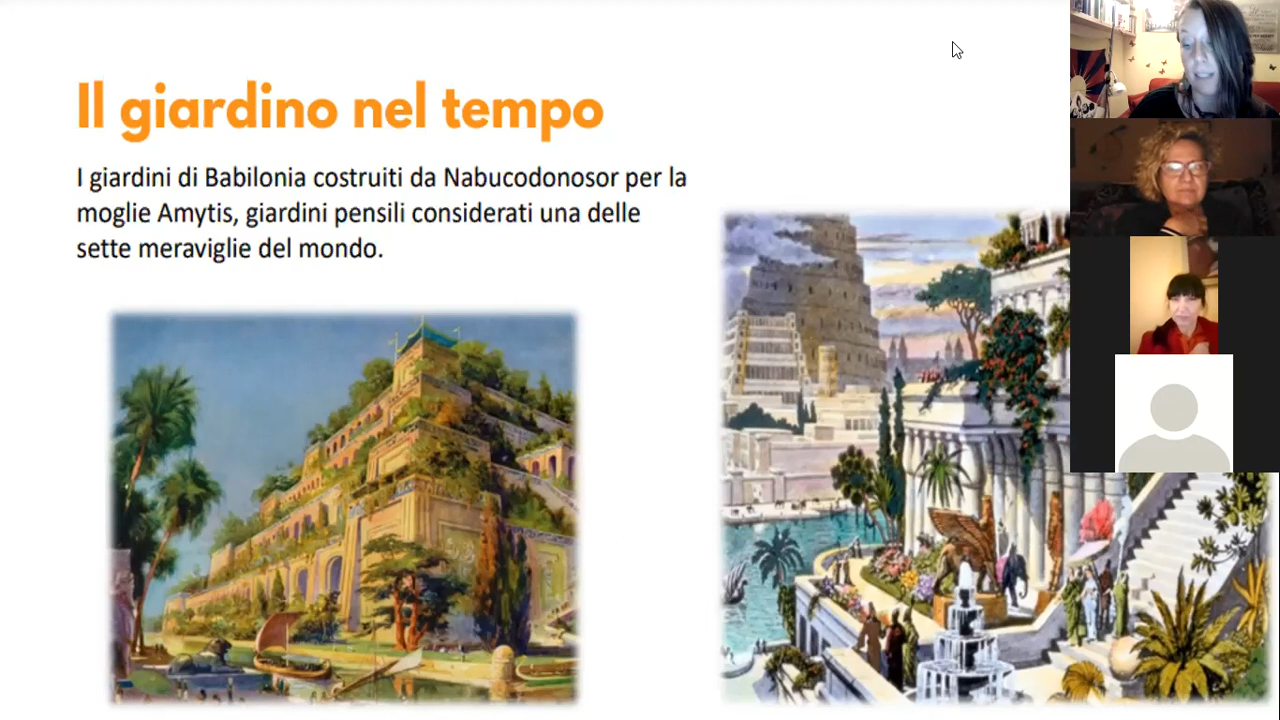 Il giardino nel tempo
I giardini di Babilonia costruiti da Nabucodonosor per la
moglie Amytis, giardini pensili considerati una delle
sette meraviglie del mondo.